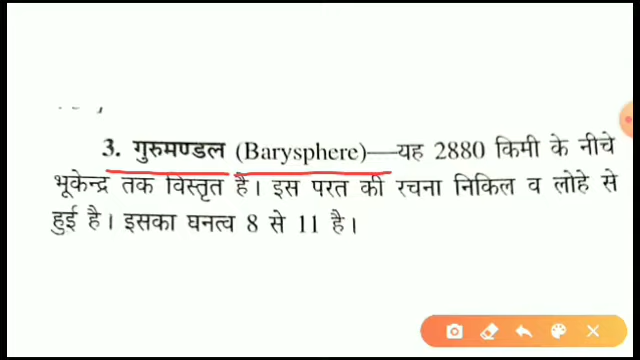 3. गुरुमण्डल (Barysphere)—यह 2880 किमी के नीचे
भूकेन्द्र तक विस्तृत है। इस परत की रचना निकिल व लोहे से
हुई है। इसका घनत्व 8 से 11 है।